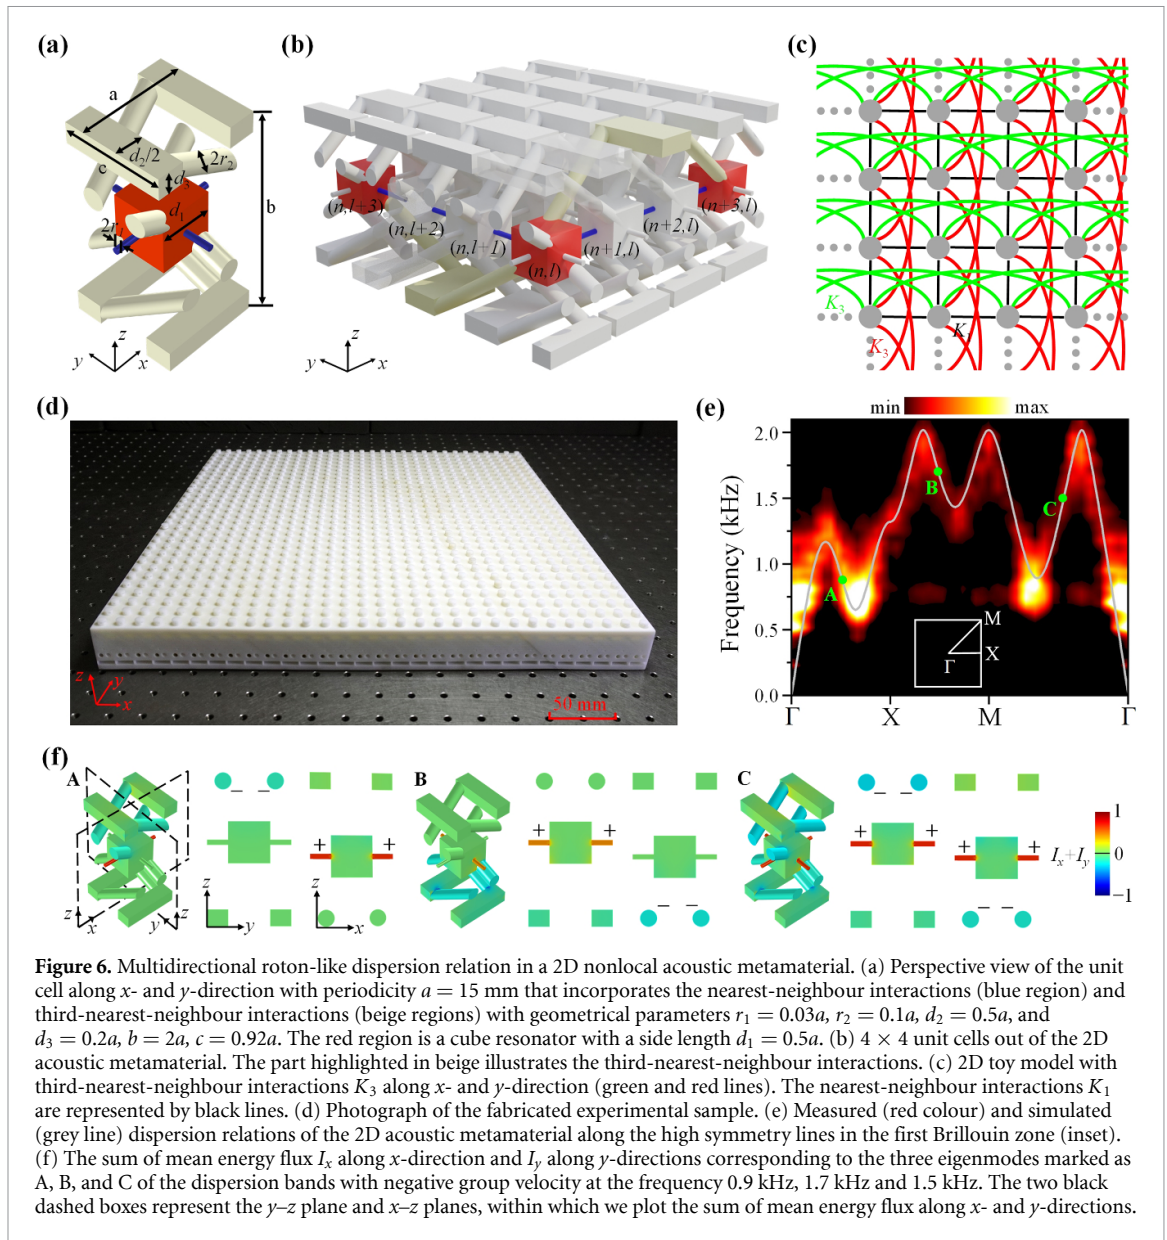 (a)
a
d₂/2
2r₂
c
d₃
d₁
b
2r₁
z
y
x
(b)
(n,l+3)
(n,l+2)
(n,l+1)
(n,l)
(n+1,l)
(n+2,l)
(n+3,l)
z
y
x
(c)
K₃
K₃
K₁
(d)
z
y
x
50 mm
(e)
min
max
Frequency (kHz)
2.0
1.5
1.0
0.5
0.0
A
B
C
M
Γ
X
Γ
X
M
Γ
(f)
A
B
C
− −
+ +
+ +
− −
− −
+ +
+ +
− −
z
x
y
z
z
y
z
x
Iₓ+I_y
1
0
−1
Figure 6. Multidirectional roton-like dispersion relation in a 2D nonlocal acoustic metamaterial. (a) Perspective view of the unit
cell along x- and y-direction with periodicity a = 15 mm that incorporates the nearest-neighbour interactions (blue region) and
third-nearest-neighbour interactions (beige regions) with geometrical parameters r₁ = 0.03a, r₂ = 0.1a, d₂ = 0.5a, and
d₃ = 0.2a, b = 2a, c = 0.92a. The red region is a cube resonator with a side length d₁ = 0.5a. (b) 4 × 4 unit cells out of the 2D
acoustic metamaterial. The part highlighted in beige illustrates the third-nearest-neighbour interactions. (c) 2D toy model with
third-nearest-neighbour interactions K₃ along x- and y-direction (green and red lines). The nearest-neighbour interactions K₁
are represented by black lines. (d) Photograph of the fabricated experimental sample. (e) Measured (red colour) and simulated
(grey line) dispersion relations of the 2D acoustic metamaterial along the high symmetry lines in the first Brillouin zone (inset).
(f) The sum of mean energy flux Iₓ along x-direction and I_y along y-directions corresponding to the three eigenmodes marked as
A, B, and C of the dispersion bands with negative group velocity at the frequency 0.9 kHz, 1.7 kHz and 1.5 kHz. The two black
dashed boxes represent the y–z plane and x–z planes, within which we plot the sum of mean energy flux along x- and y-directions.